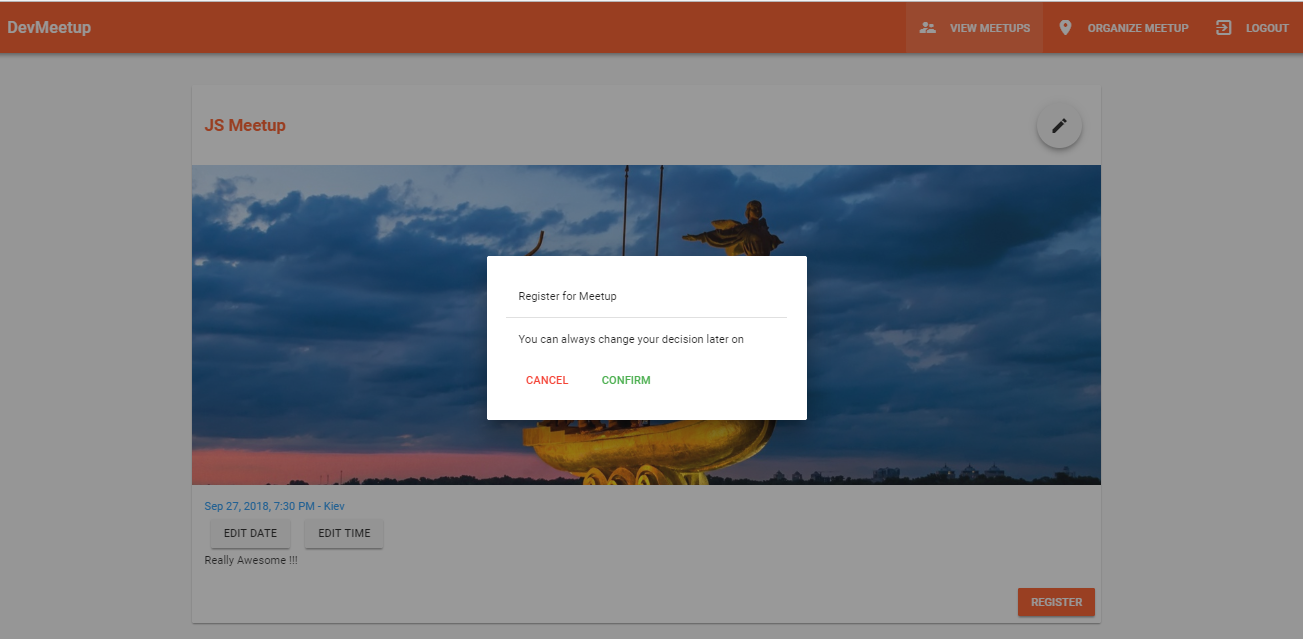 DevMeetup
VIEW MEETUPS
ORGANIZE MEETUP
LOGOUT
JS Meetup
Register for Meetup
You can always change your decision later on
CANCEL
CONFIRM
Sep 27, 2018, 7:30 PM - Kiev
EDIT DATE
EDIT TIME
Really Awesome !!!
REGISTER